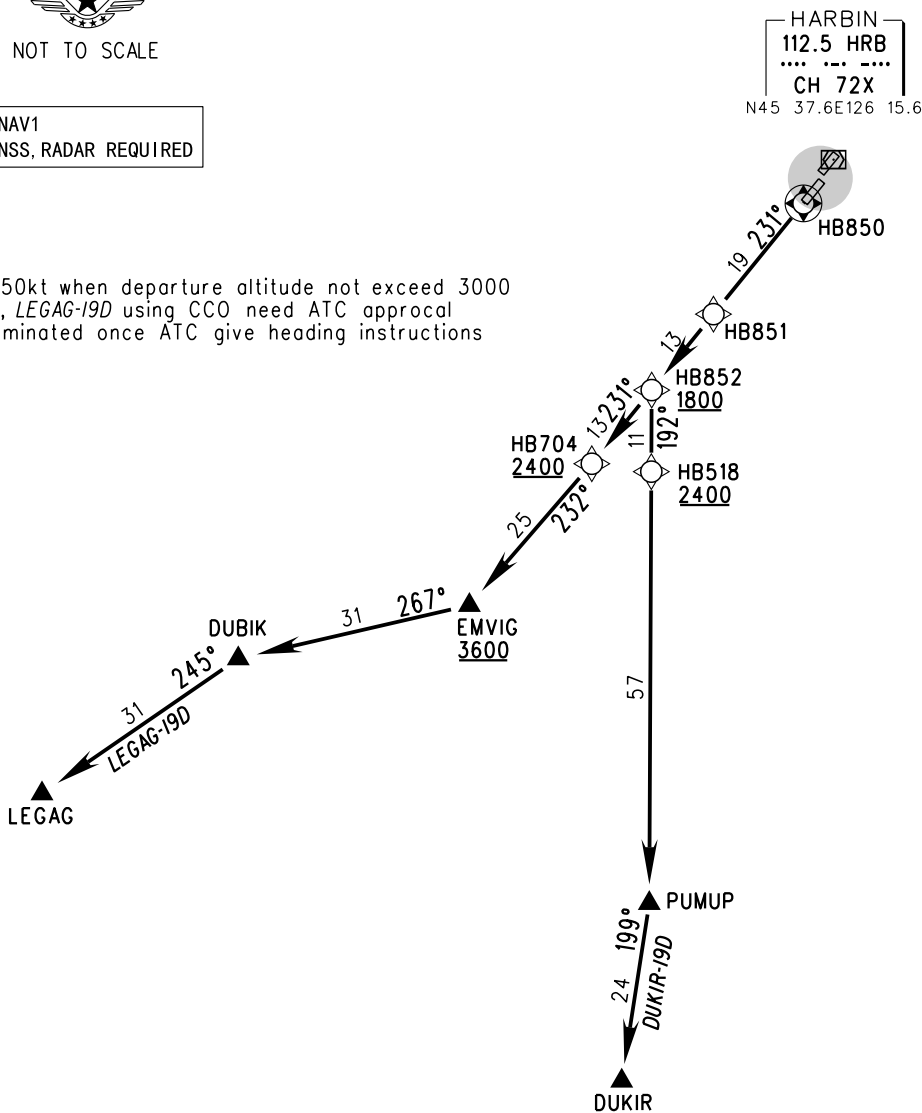 NOT TO SCALE
HARBIN
112.5 HRB
CH 72X
N45 37.6E126 15.6
NAV1
NSS, RADAR REQUIRED
HB850
231°
19
50kt when departure altitude not exceed 3000
, LEGAG-19D using CCO need ATC approcal
minated once ATC give heading instructions
HB851
13
HB852
1800
231°
13
11
192°
HB704
2400
HB518
2400
232°
25
EMVIG
3600
267°
31
DUBIK
245°
31
LEGAG-19D
LEGAG
57
PUMUP
199°
24
DUKIR-19D
DUKIR